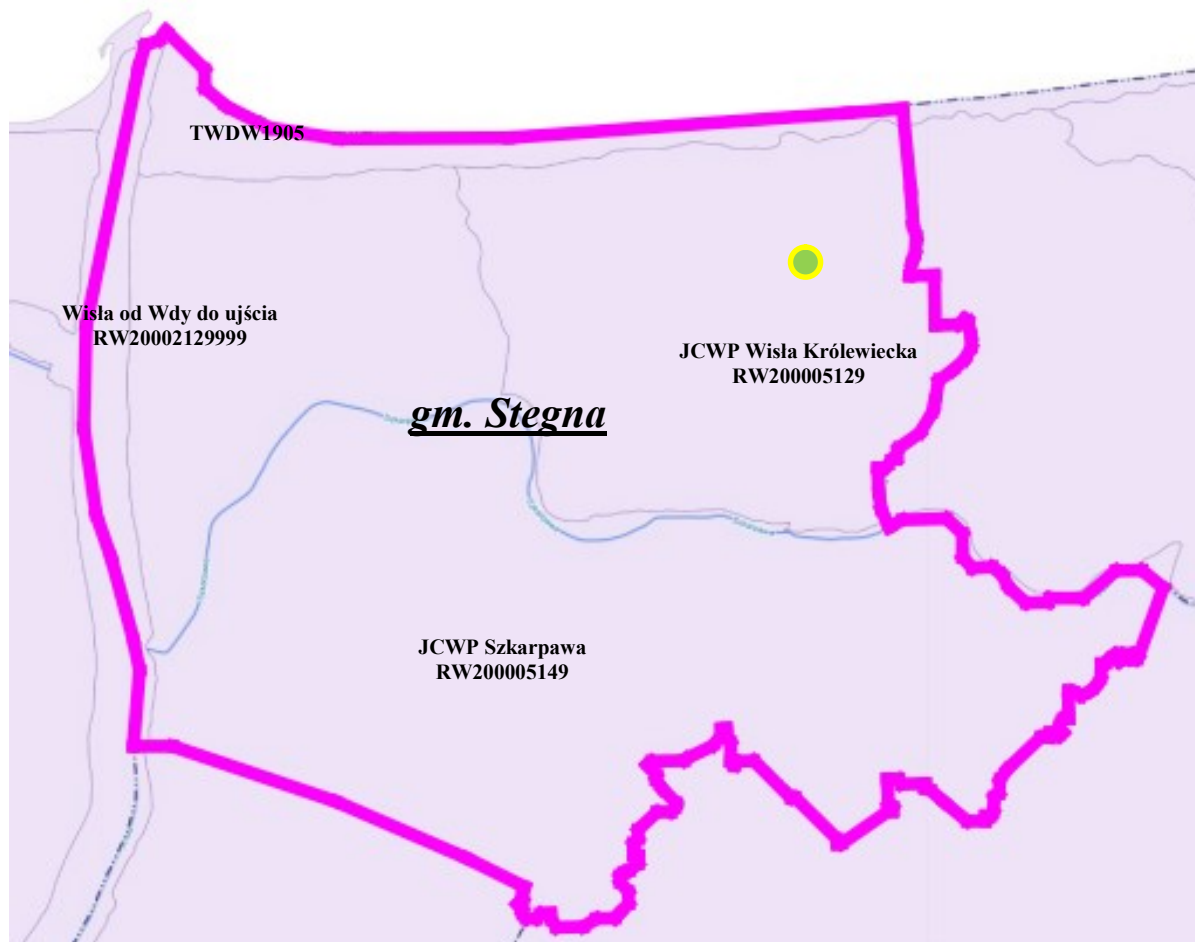 TWDW1905
Wisła od Wdy do ujścia
RW20002129999
JCWP Wisła Królewiecka
RW200005129
gm. Stegna
JCWP Szkarpawa
RW200005149